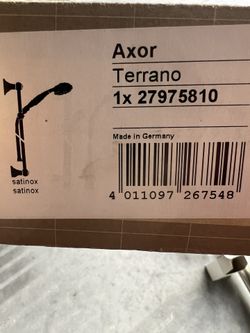 Axor
Terrano
1x 27975810
Made in Germany
satinox
satinox
4 011097 267548